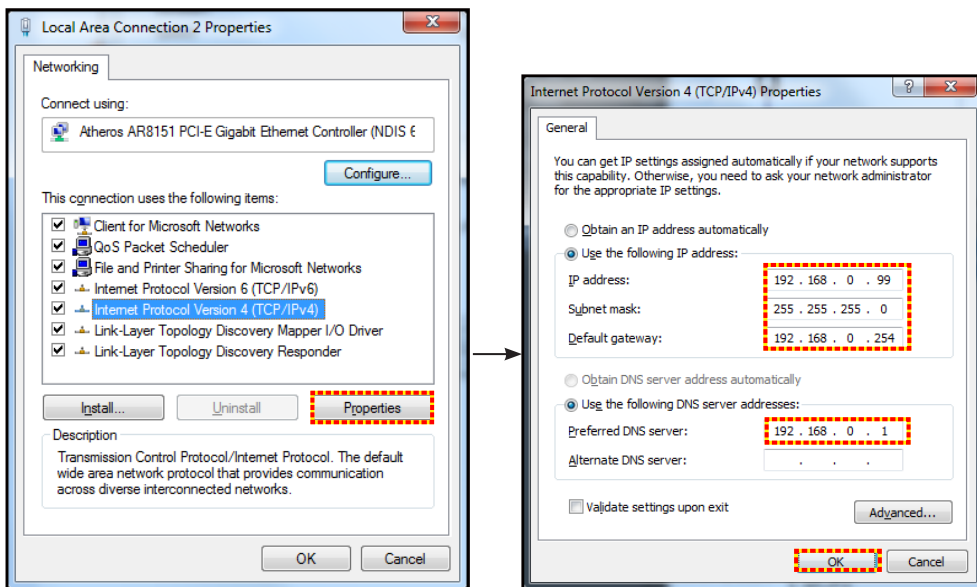 Local Area Connection 2 Properties
Networking
Connect using:
Atheros AR8151 PCI-E Gigabit Ethernet Controller (NDIS 6
Configure...
This connection uses the following items:
Client for Microsoft Networks
QoS Packet Scheduler
File and Printer Sharing for Microsoft Networks
Internet Protocol Version 6 (TCP/IPv6)
Internet Protocol Version 4 (TCP/IPv4)
Link-Layer Topology Discovery Mapper I/O Driver
Link-Layer Topology Discovery Responder
Install...
Uninstall
Properties
Description
Transmission Control Protocol/Internet Protocol. The default
wide area network protocol that provides communication
across diverse interconnected networks.
OK
Cancel
Internet Protocol Version 4 (TCP/IPv4) Properties
General
You can get IP settings assigned automatically if your network supports
this capability. Otherwise, you need to ask your network administrator
for the appropriate IP settings.
Obtain an IP address automatically
Use the following IP address:
IP address: 192 . 168 . 0 . 99
Subnet mask: 255 . 255 . 255 . 0
Default gateway: 192 . 168 . 0 . 254
Obtain DNS server address automatically
Use the following DNS server addresses:
Preferred DNS server: 192 . 168 . 0 . 1
Alternate DNS server: . . .
Validate settings upon exit
Advanced...
OK
Cancel